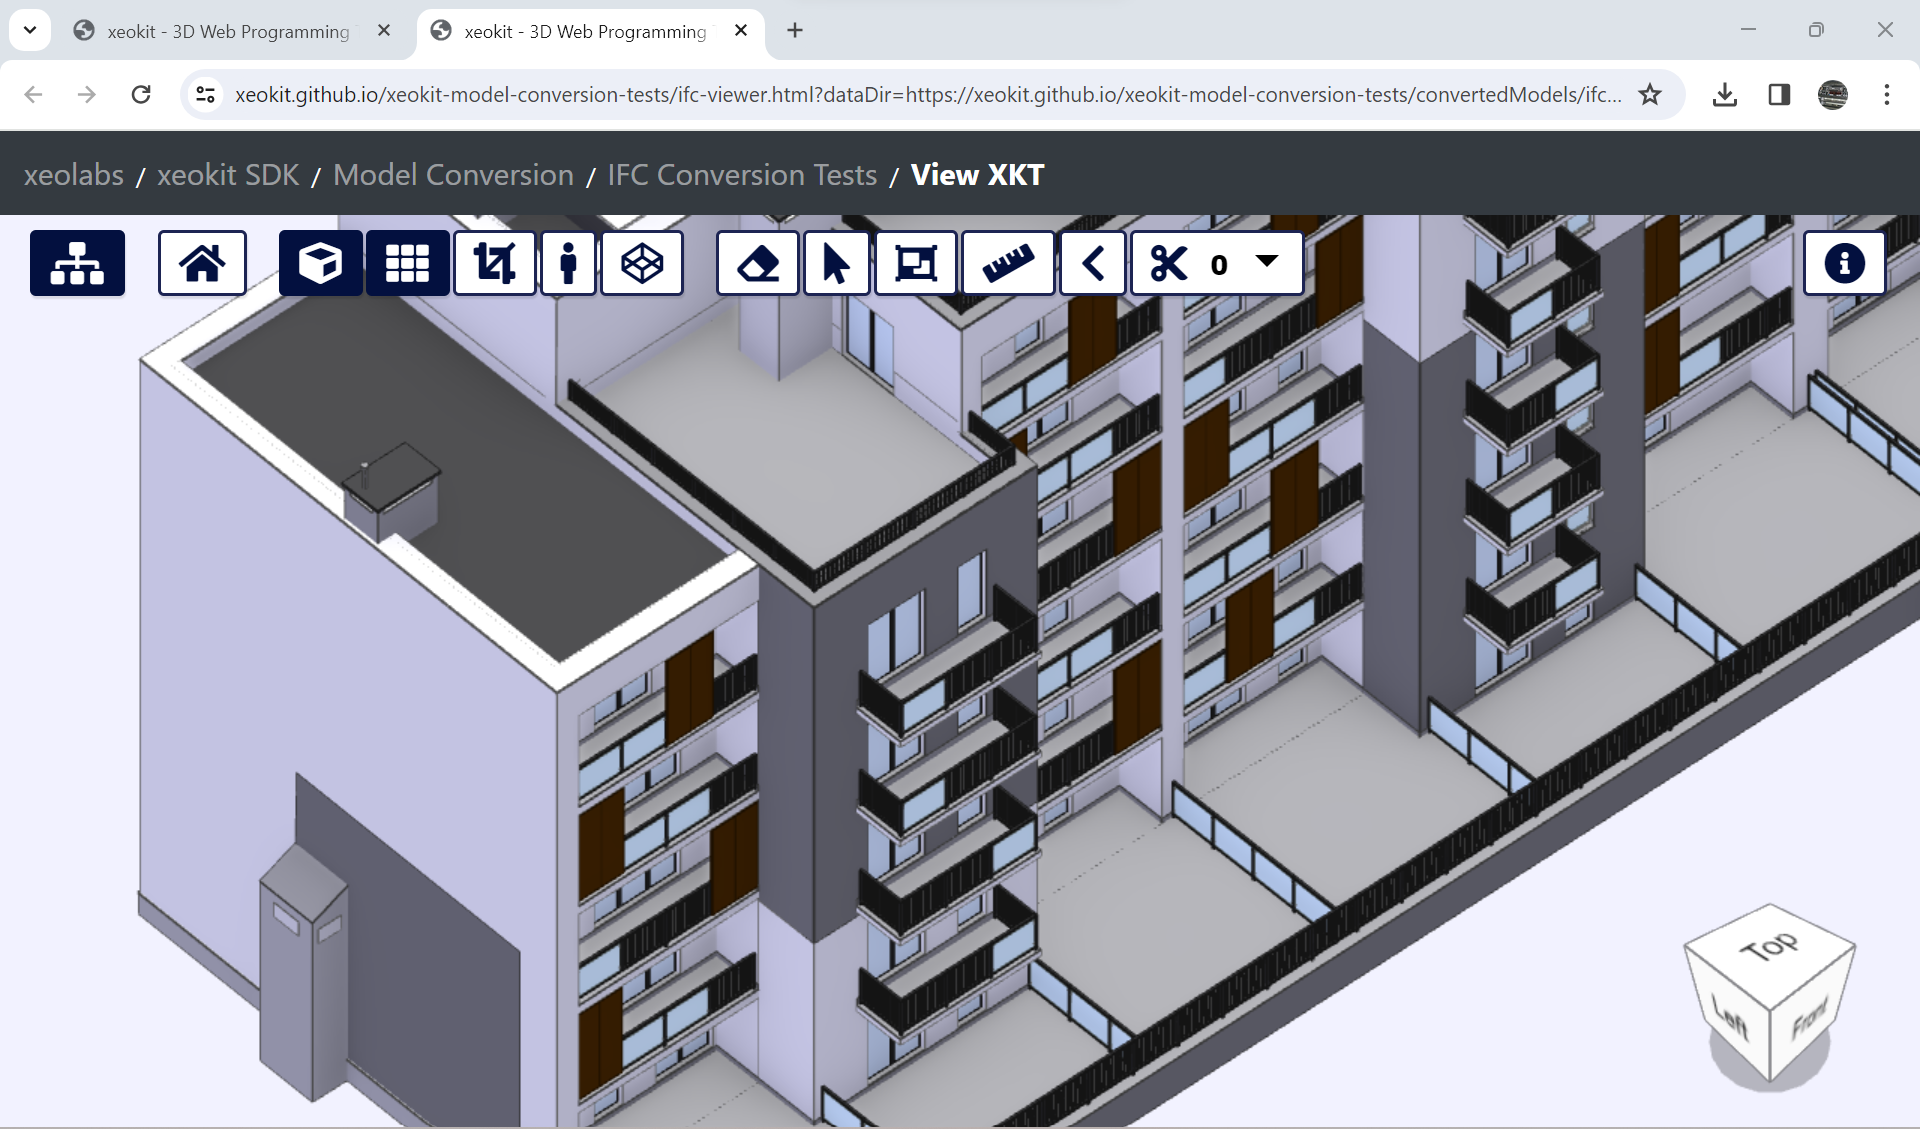 xeokit - 3D Web Programming
xeokit - 3D Web Programming
xeokit.github.io/xeokit-model-conversion-tests/ifc-viewer.html?dataDir=https://xeokit.github.io/xeokit-model-conversion-tests/convertedModels/ifc...
xeolabs / xeokit SDK / Model Conversion / IFC Conversion Tests / View XKT
0
Top
Left
Front